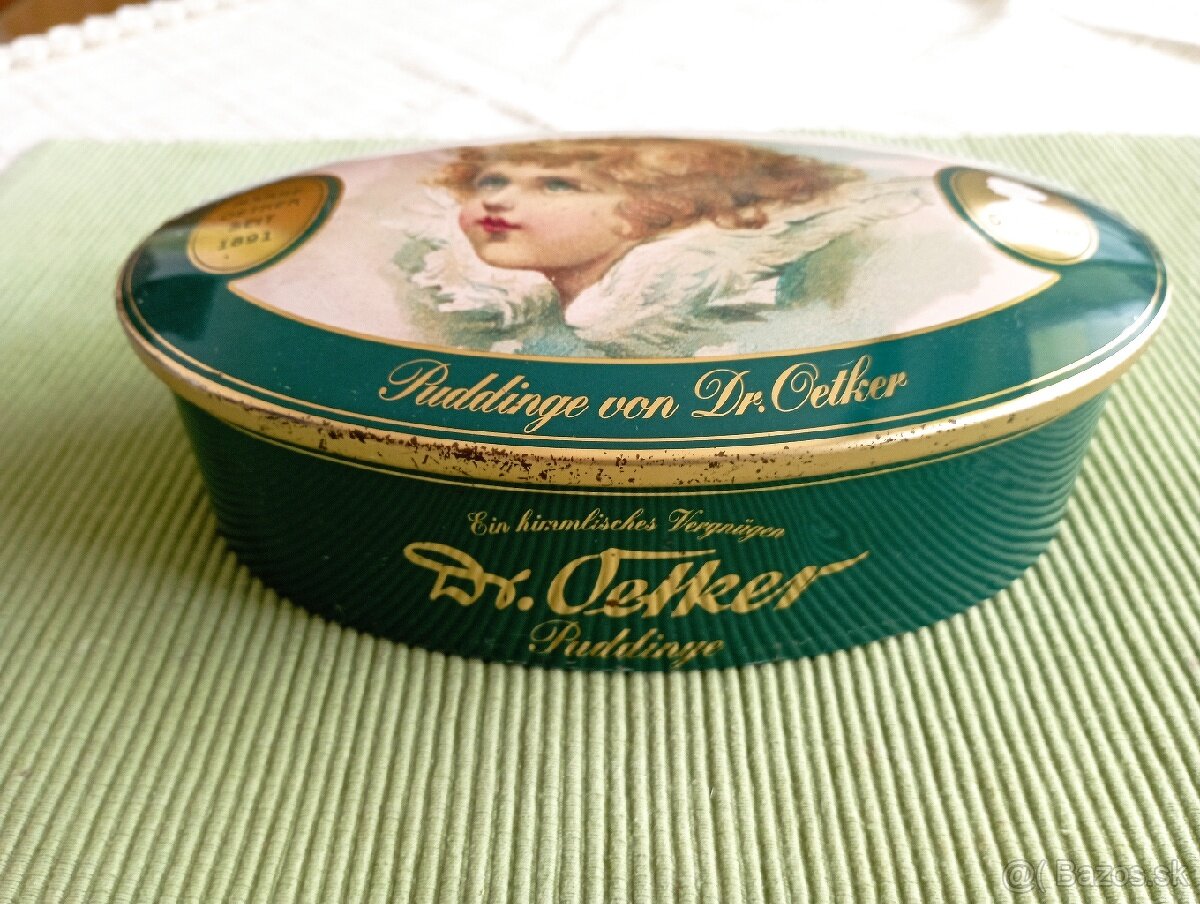 SEIT
1891
Puddinge von Dr. Oetker
Ein himmlisches Vergnügen
Dr. Oetker
Puddinge
@( Bazos.sk